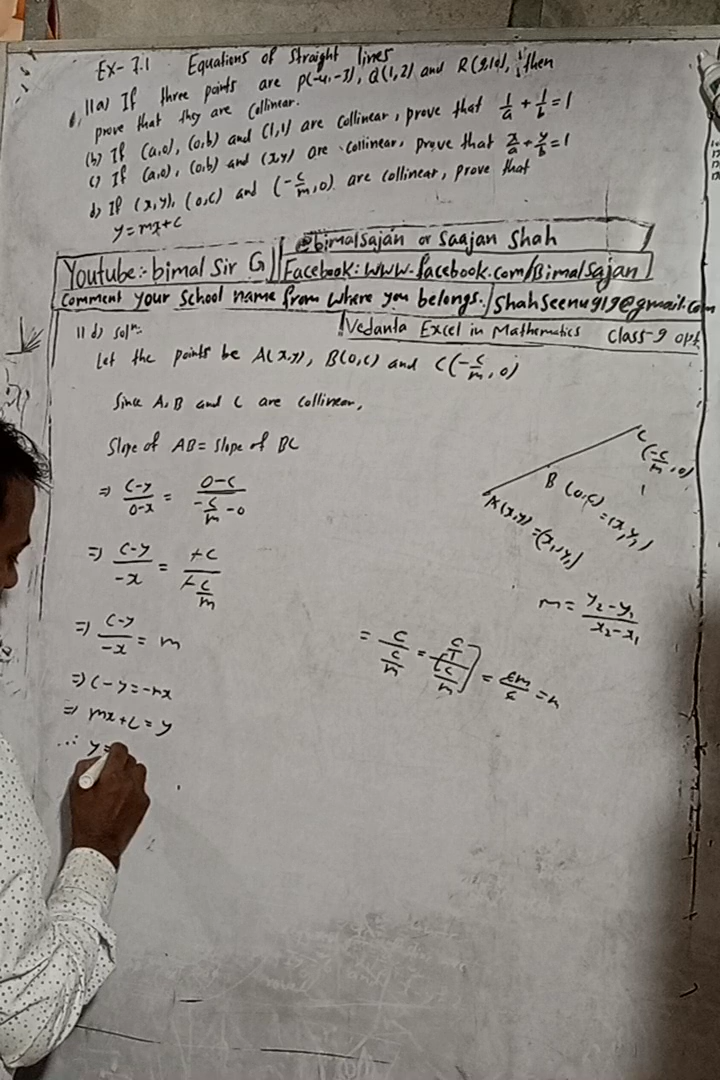 Ex- 7.1 Equations of Straight lines
11a) If three points are P(-4,-3), Q(1,2) and R( then
prove that they are Collinear.
(b) If (a,0), (0,b) and (1,1) are collinear, prove that 1/a + 1/b = 1
c) If (a,0), (0,b) and (x,y) are collinear, prove that x/a + y/b = 1
d) If (x,y), (0,c) and (-c/m, 0) are collinear, prove that
y=mx+c
@bimalsajan or Saajan Shah
Youtube:- bimal Sir G Facebook: www.facebook.com/Bimalsajan
Comment your School name from where you belongs. / Shahseenu919@gmail.com
Vedanta Excel in Mathematics Class-9 opt
11 d) Solⁿ:
Let the points be A(x,y), B(0,c) and C(-c/m, 0)
Since A, B and C are collinear,
Slope of AB = Slope of BC
⇒ (c-y)/(0-x) = (0-c)/(-c/m - 0)
⇒ (c-y)/-x = +c/(+c/m)
⇒ (c-y)/-x = m
⇒ c-y = -mx
⇒ mx+c = y
∴ y=
C
(-c/m, 0)
B (0,c) = (x₂,y₂)
A(x,y) = (x₁,y₁)
m = (y₂-y₁)/(x₂-x₁)
= c/(c/m) = (c/1)/(c/m) = cm/c = m